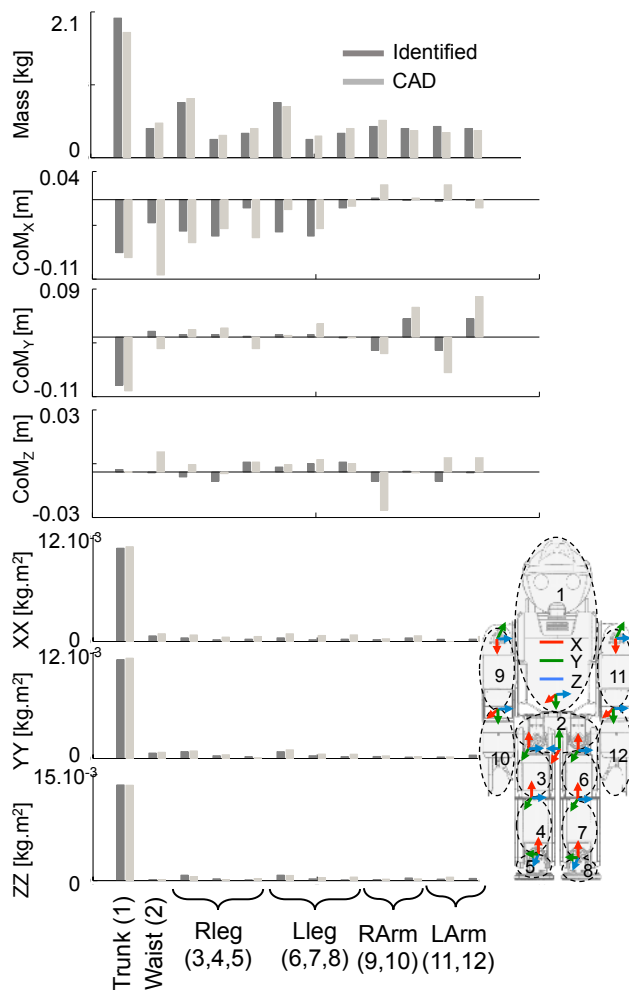 2.1
Mass [kg]
0
Identified
CAD
0.04
CoMX [m]
-0.11
0.09
CoMY [m]
-0.11
0.03
CoMZ [m]
-0.03
12.10-3
XX [kg.m²]
0
12.10-3
YY [kg.m²]
0
15.10-3
ZZ [kg.m²]
0
Trunk (1)
Waist (2)
Rleg
(3,4,5)
Lleg
(6,7,8)
RArm
(9,10)
LArm
(11,12)
1
X
Y
Z
9
11
2
10
12
3
6
4
7
5
8